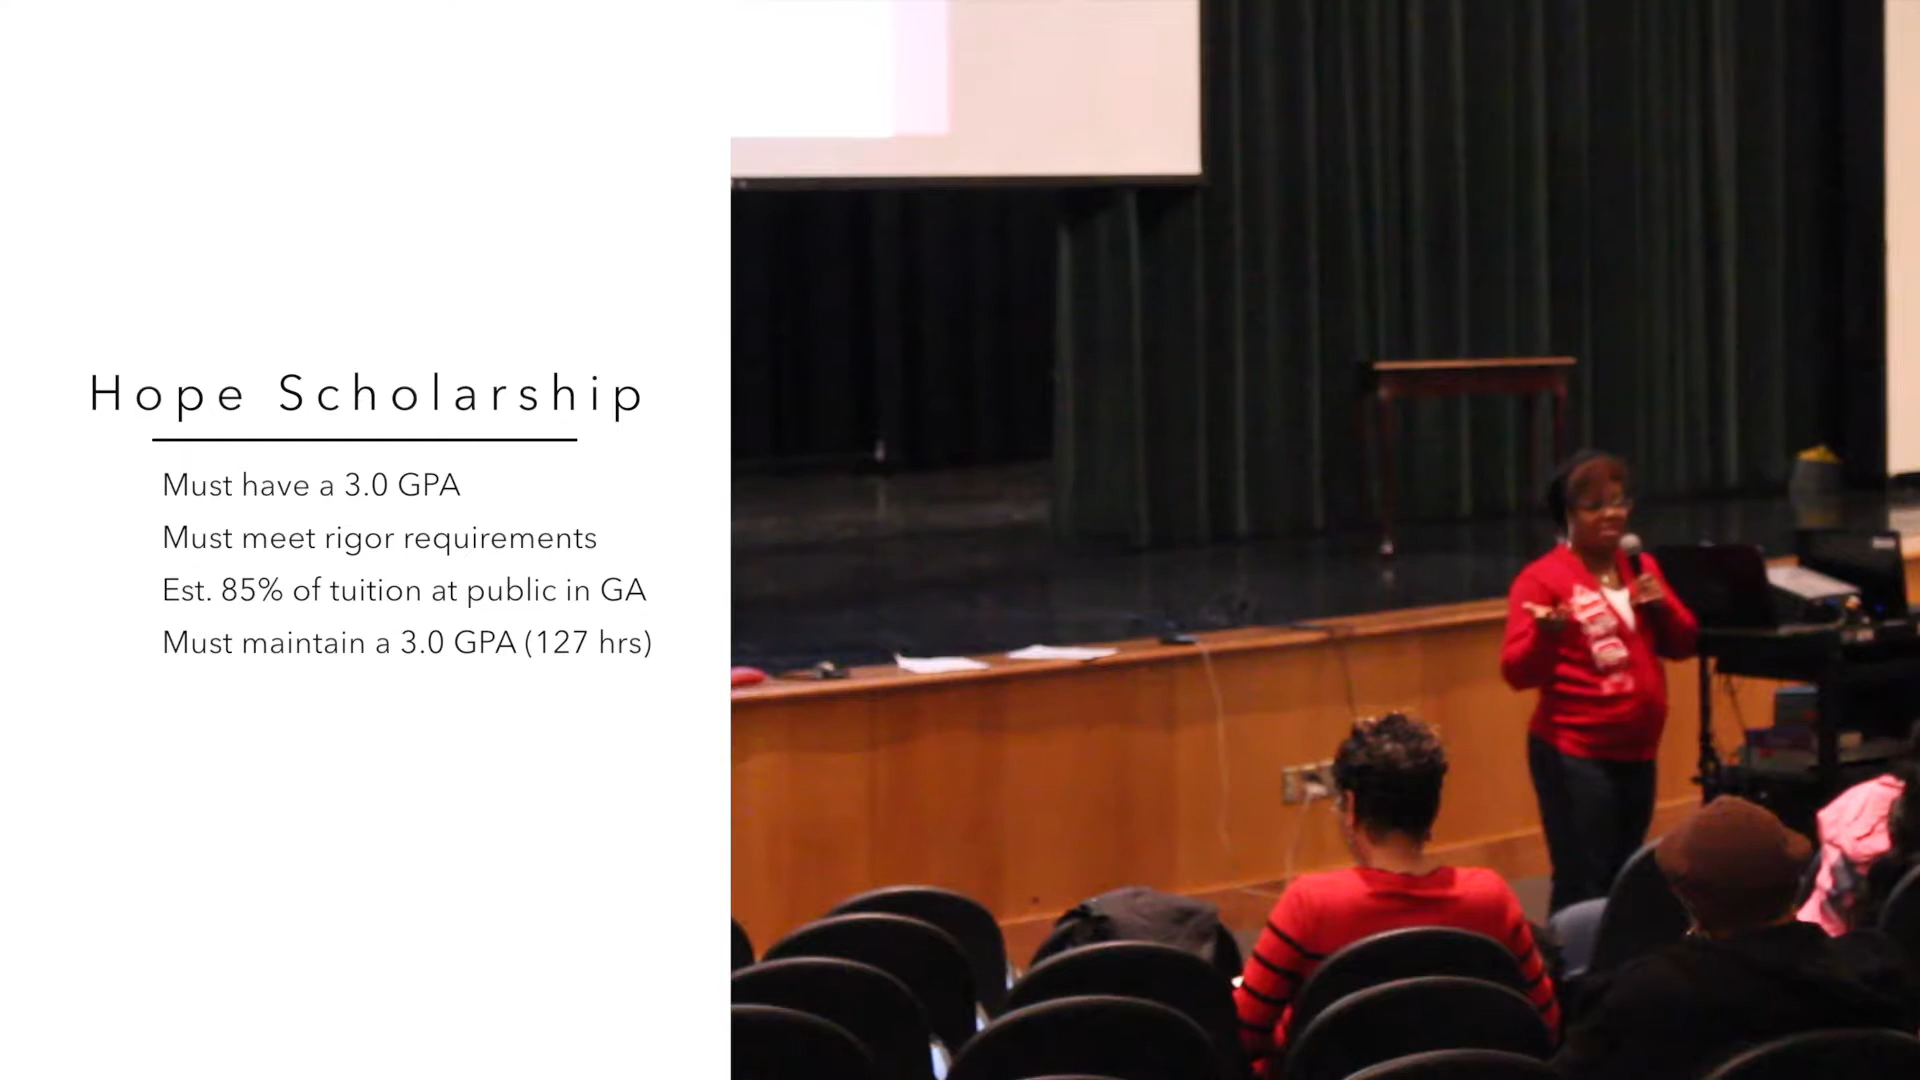 Hope Scholarship
Must have a 3.0 GPA
Must meet rigor requirements
Est. 85% of tuition at public in GA
Must maintain a 3.0 GPA (127 hrs)